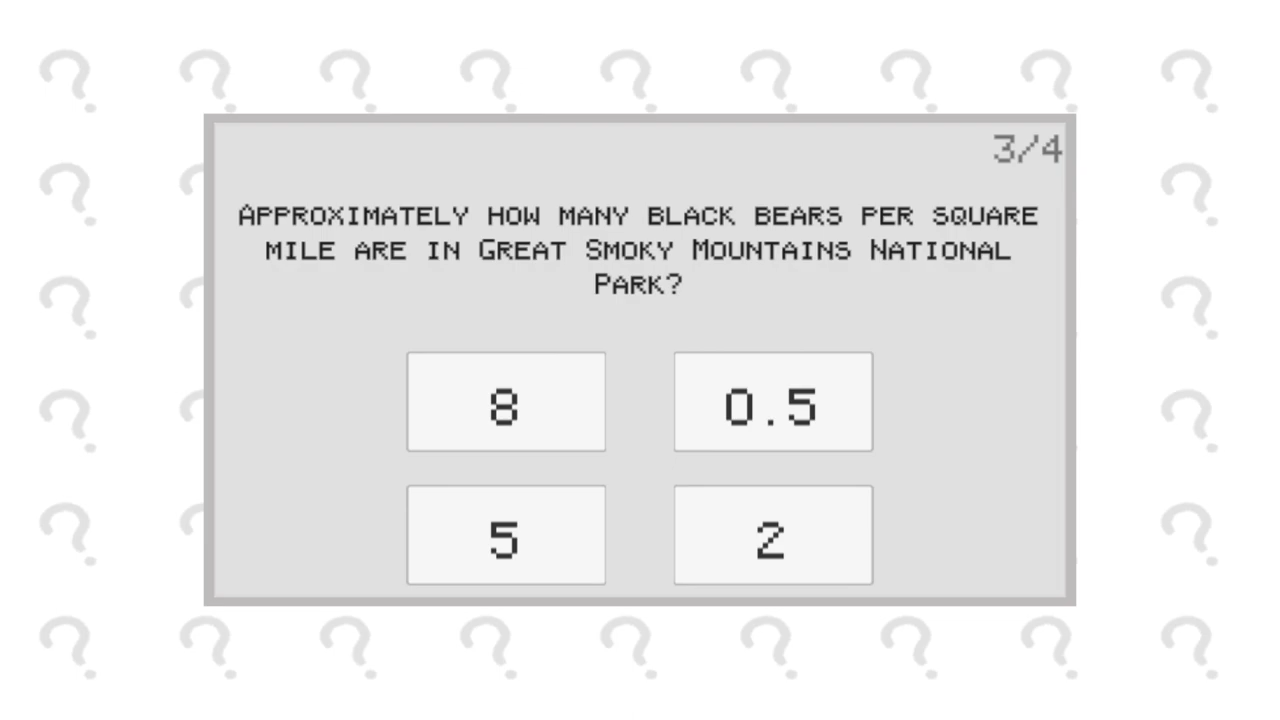 3/4
Approximately how many black bears per square
mile are in Great Smoky Mountains National
Park?
8
0.5
5
2